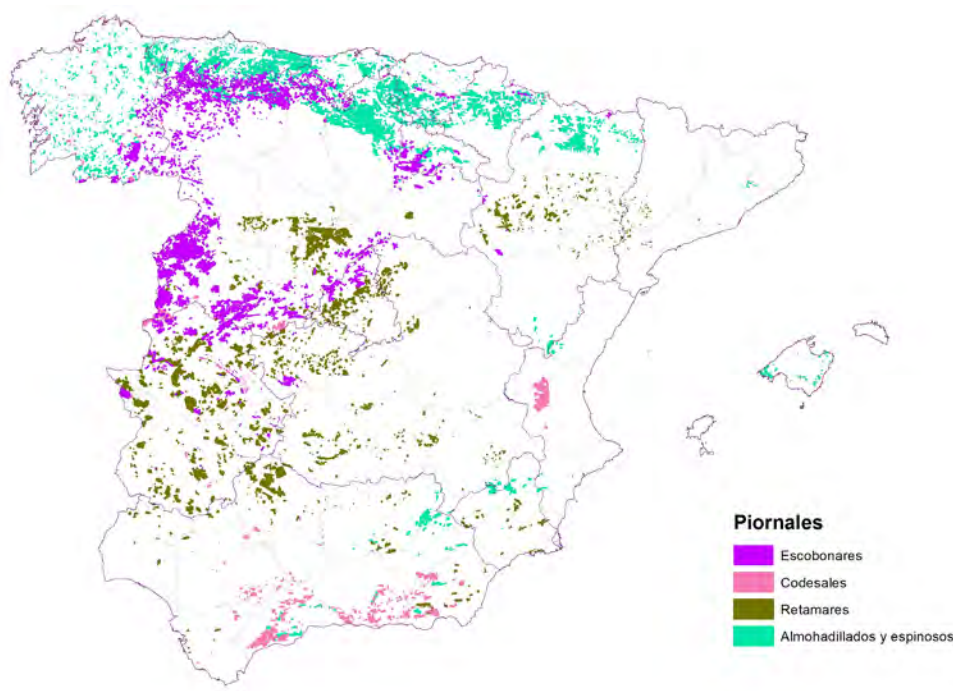 Piornales
Escobonares
Codesales
Retamares
Almohadillados y espinosos